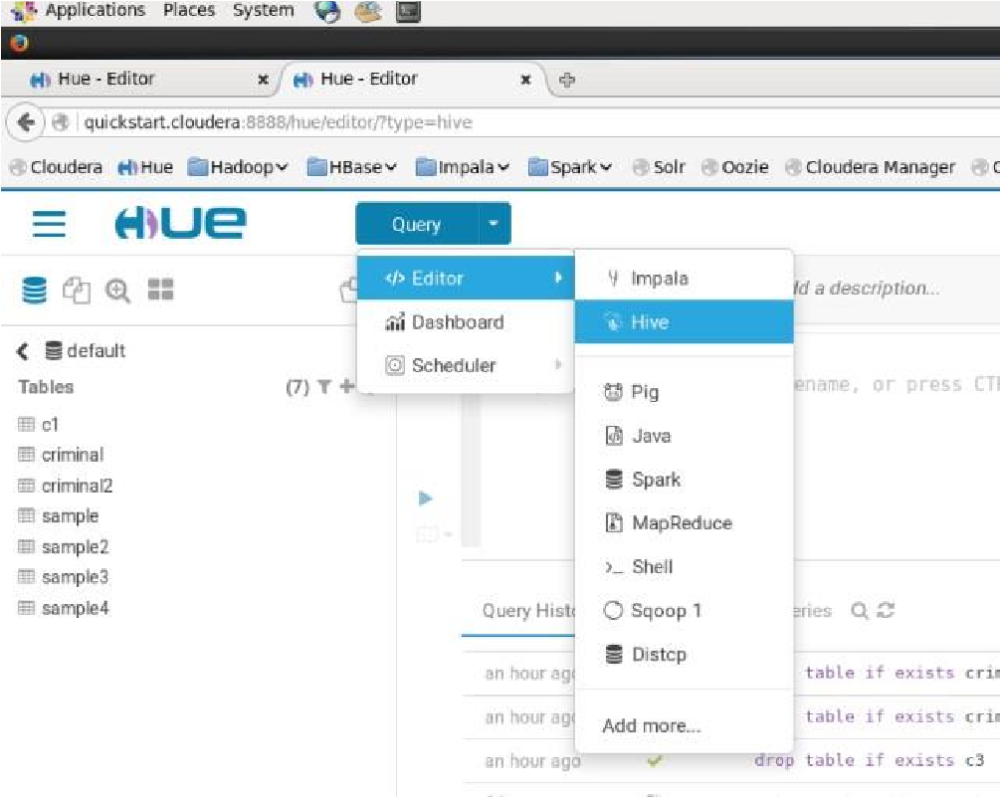 Applications Places System
Hue - Editor × Hue - Editor ×
quickstart.cloudera:8888/hue/editor/?type=hive
Cloudera Hue Hadoop HBase Impala Spark Solr Oozie Cloudera Manager
HUE Query
</> Editor Impala
Dashboard Hive
Scheduler
d a description...
default
Tables (7)
c1
criminal
criminal2
sample
sample2
sample3
sample4
Pig
Java
Spark
MapReduce
>_ Shell
Sqoop 1
Distcp
Add more...
ename, or press CT
Query Histo eries
an hour ago table if exists crim
an hour ago table if exists crim
an hour ago drop table if exists c3